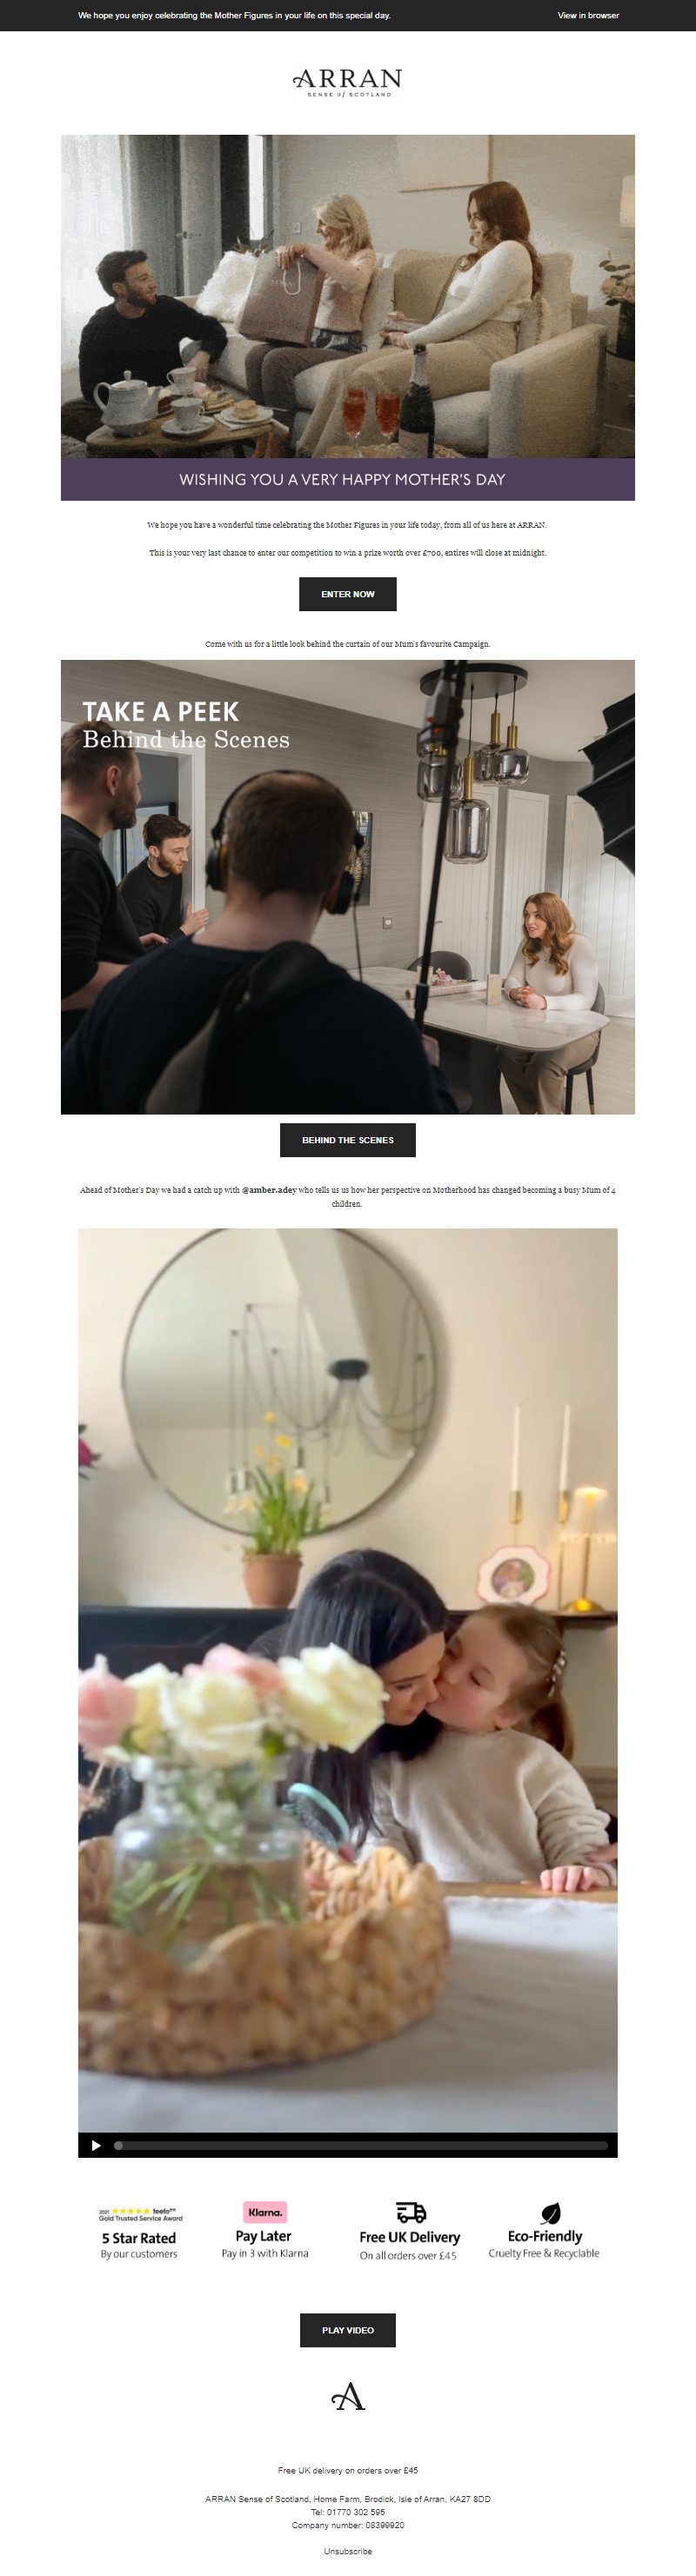 We hope you enjoy celebrating the Mother Figures in your life on this special day.
View in browser
ARRAN
SENSE of SCOTLAND
WISHING YOU A VERY HAPPY MOTHER'S DAY
We hope you have a wonderful time celebrating the Mother Figures in your life today, from all of us here at ARRAN.
This is your very last chance to enter our competition to win a prize worth over £700, entires will close at midnight.
ENTER NOW
Come with us for a little look behind the curtain of our Mum's favourite Campaign.
TAKE A PEEK
Behind the Scenes
BEHIND THE SCENES
Ahead of Mother's Day we had a catch up with @amber.adey who tells us us how her perspective on Motherhood has changed becoming a busy Mum of 4
children.
2021 feefo
Gold Trusted Service Award
5 Star Rated
By our customers
Klarna.
Pay Later
Pay in 3 with Klarna
Free UK Delivery
On all orders over £45
Eco-Friendly
Cruelty Free & Recyclable
PLAY VIDEO
A
Free UK delivery on orders over £45
ARRAN Sense of Scotland, Home Farm, Brodick, Isle of Arran, KA27 8DD
Tel: 01770 302 595
Company number: 08399920
Unsubscribe